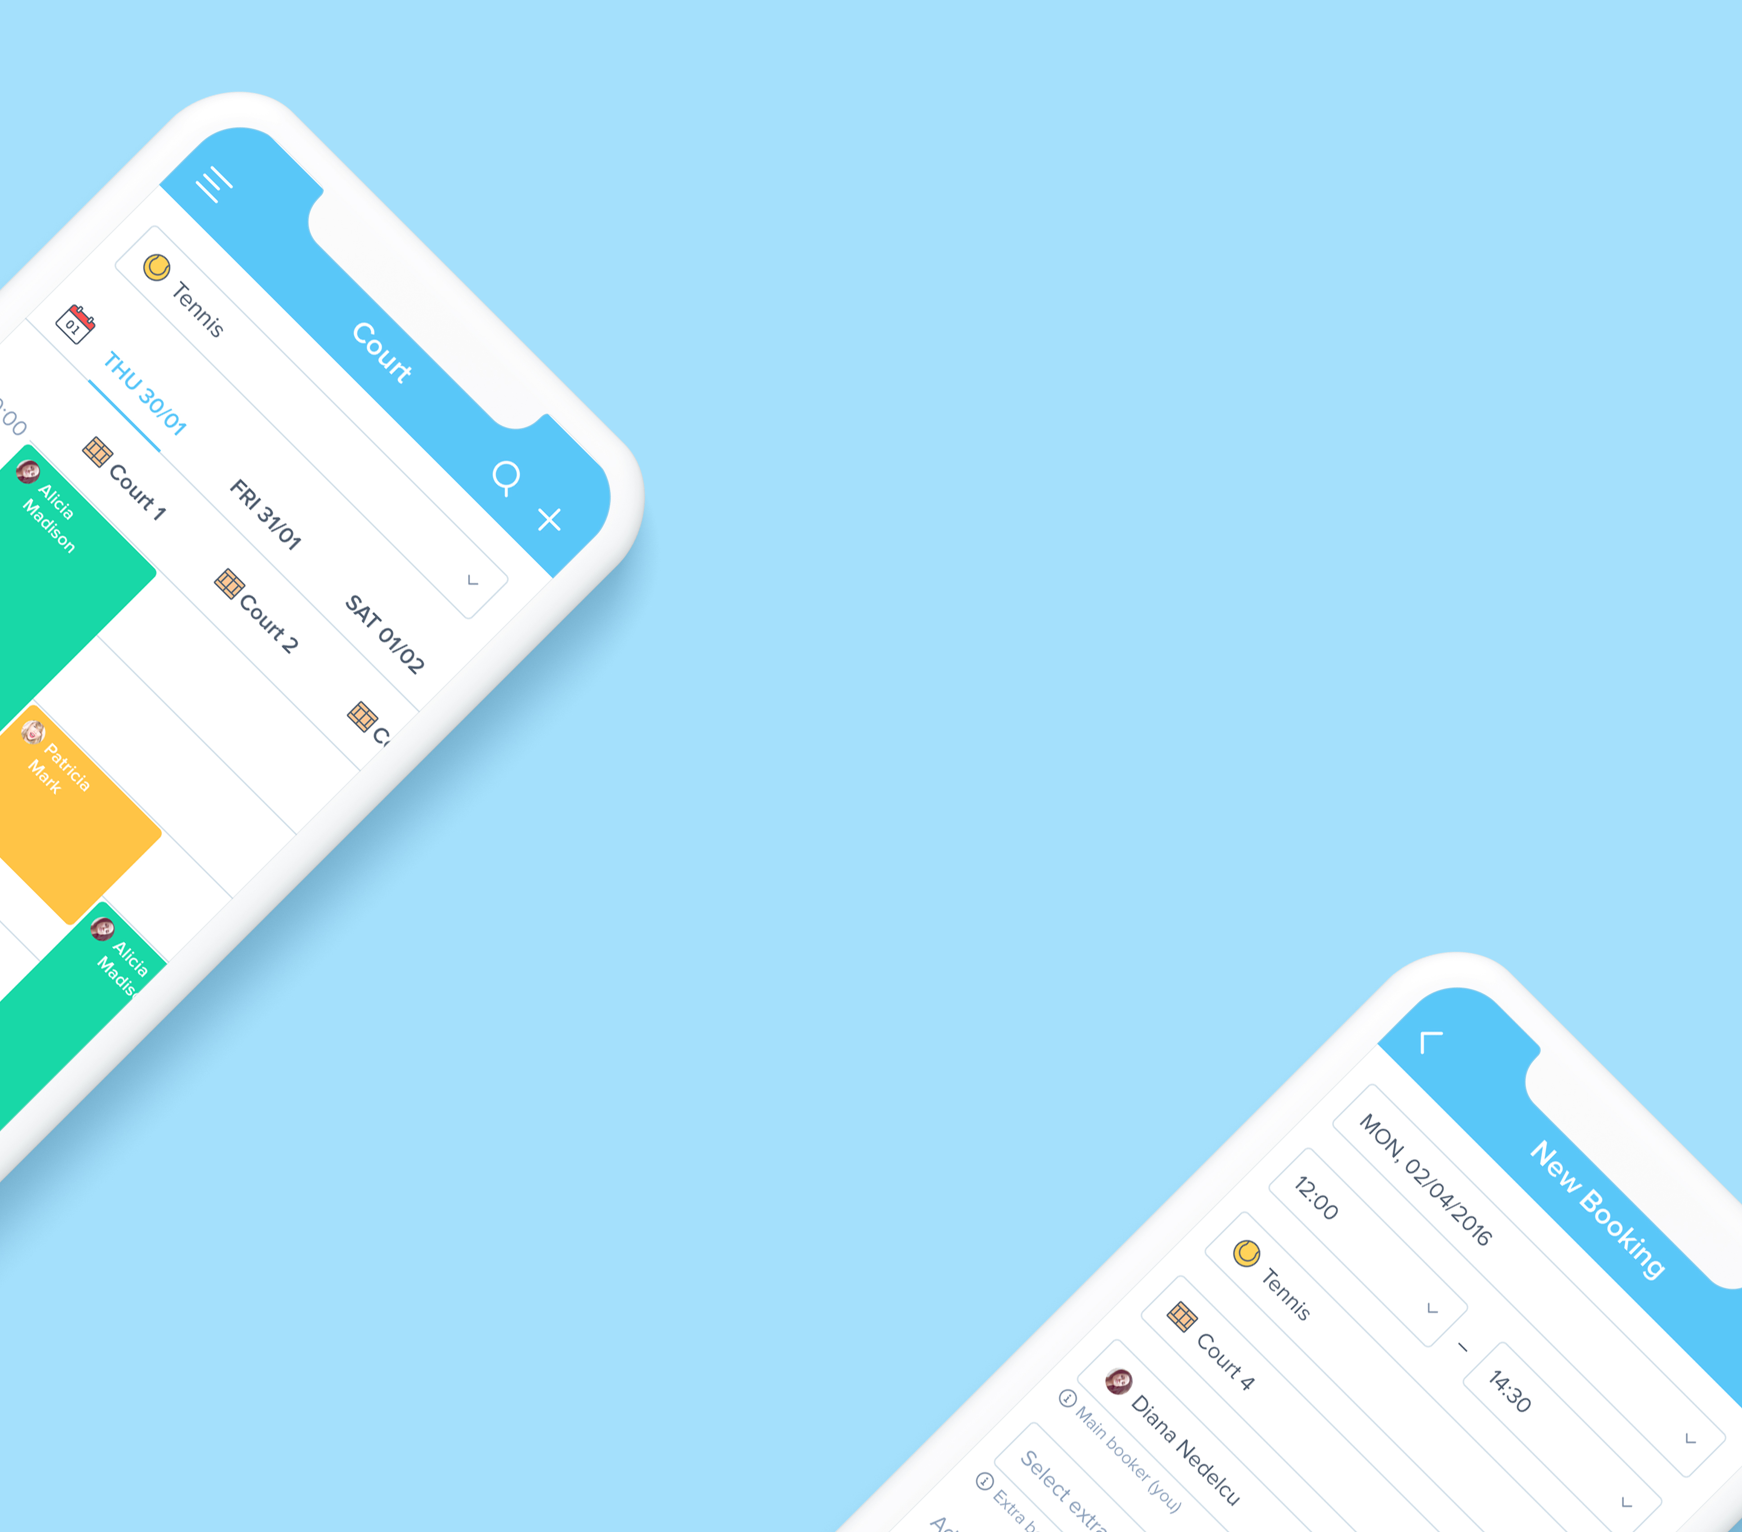 Court
Tennis
01
THU 30/01
FRI 31/01
SAT 01/02
Court 1
Court 2
:00
Alicia
Madison
Patricia
Mark
Alicia
New Booking
MON, 02/04/2016
12:00
–
14:30
Tennis
Court 4
Diana Nedelcu
Main booker (you)
Select extra
Extra